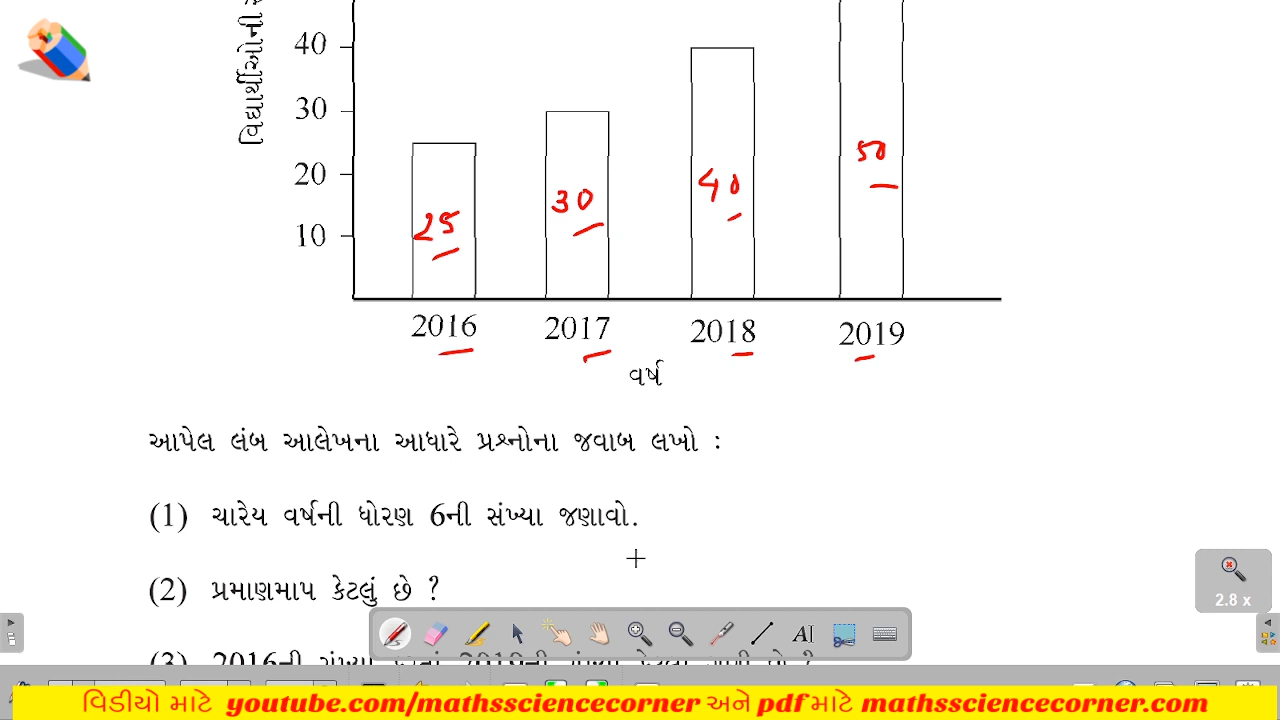 વિદ્યાર્થીઓની
40
30
20
10
25
30
40
50
2016 2017 2018 2019
વર્ષ
આપેલ લંબ આલેખના આધારે પ્રશ્નોના જવાબ લખો :
(1) ચારેય વર્ષની ધોરણ 6ની સંખ્યા જણાવો.
(2) પ્રમાણમાપ કેટલું છે ?
(3) 2016ની
2.8 x
વિડીયો માટે youtube.com/mathssciencecorner અને pdf માટે mathssciencecorner.com